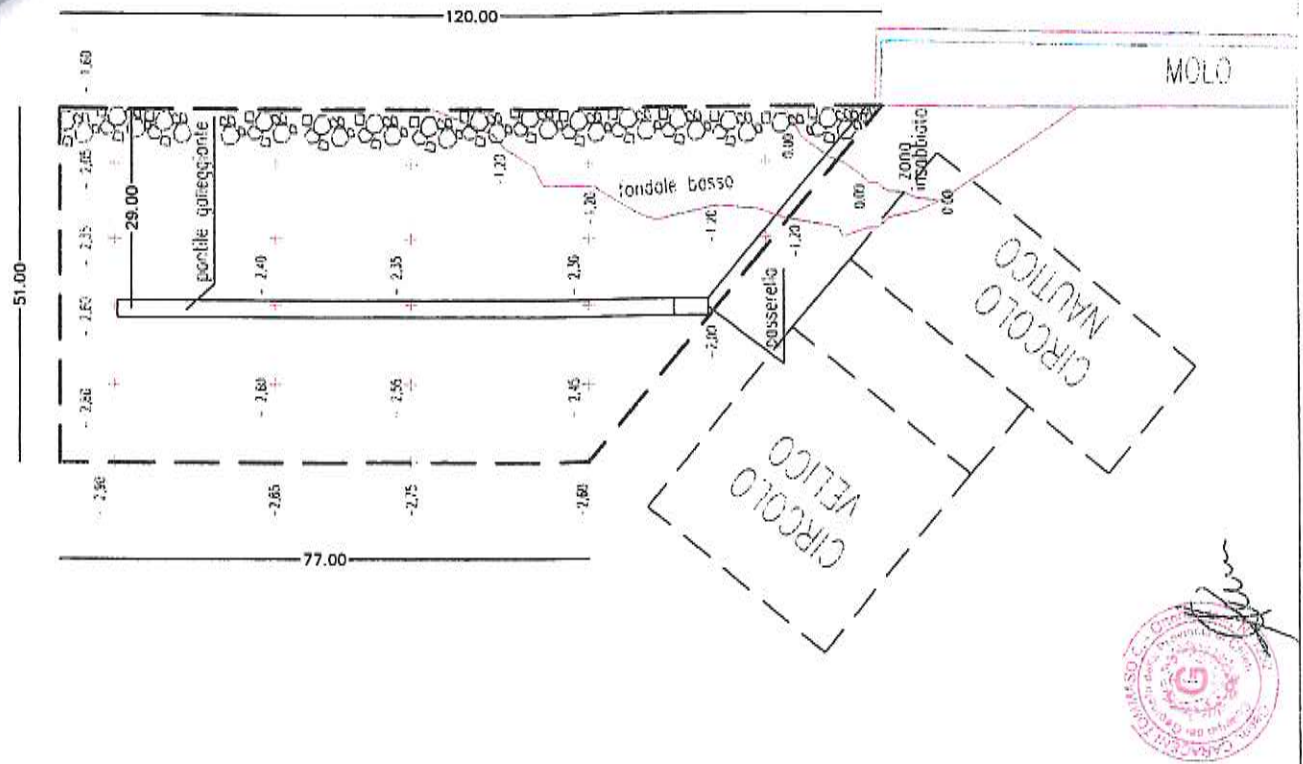 120.00
- 1,60
MOLO
51.00
29.00
pontile galleggiante
- 2,05
- 2,35
- 2,60
- 2,80
- 2,90
-1,20
fondale basso
-1,20
-1,20
-1,20
0.00
0.00
0.00
zona
insabbiata
- 2,40
- 2,35
- 2,30
-2,00
passerella
- 2,60
- 2,55
- 2,45
-2,65
-2,75
-2,60
CIRCOLO
NAUTICO
CIRCOLO
VELICO
77.00
G